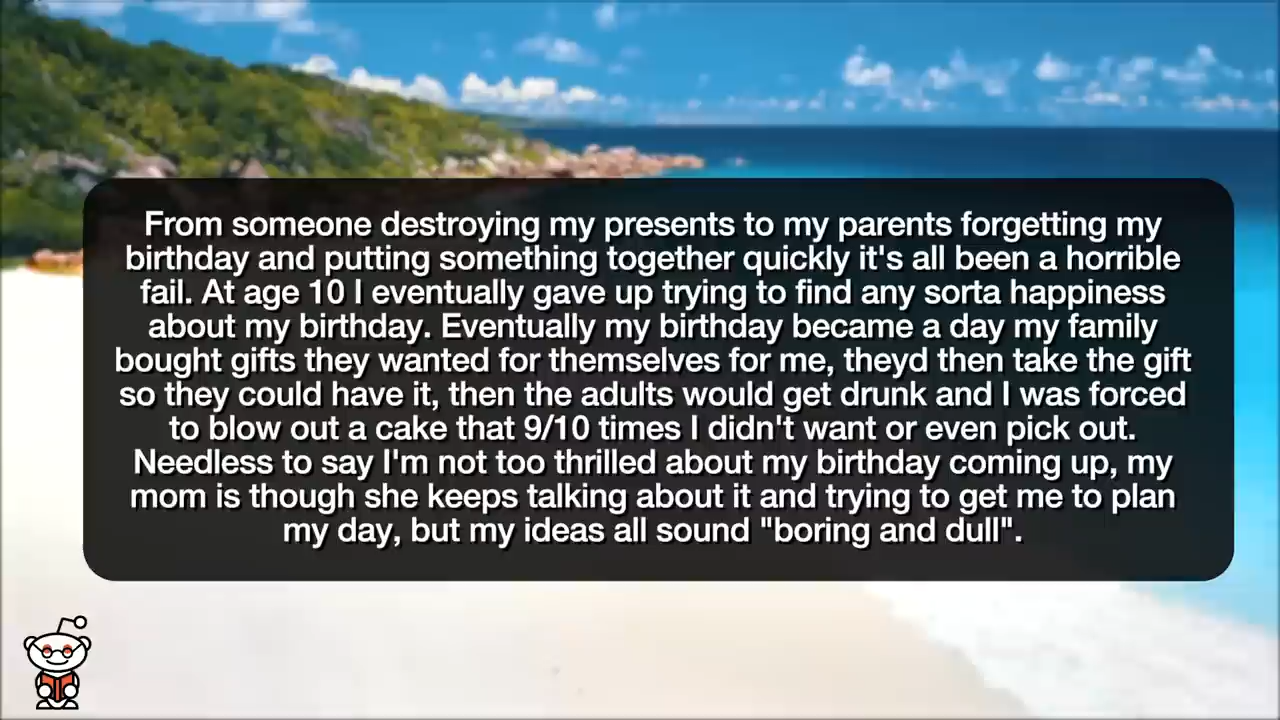 From someone destroying my presents to my parents forgetting my
birthday and putting something together quickly it's all been a horrible
fail. At age 10 I eventually gave up trying to find any sorta happiness
about my birthday. Eventually my birthday became a day my family
bought gifts they wanted for themselves for me, theyd then take the gift
so they could have it, then the adults would get drunk and I was forced
to blow out a cake that 9/10 times I didn't want or even pick out.
Needless to say I'm not too thrilled about my birthday coming up, my
mom is though she keeps talking about it and trying to get me to plan
my day, but my ideas all sound "boring and dull".